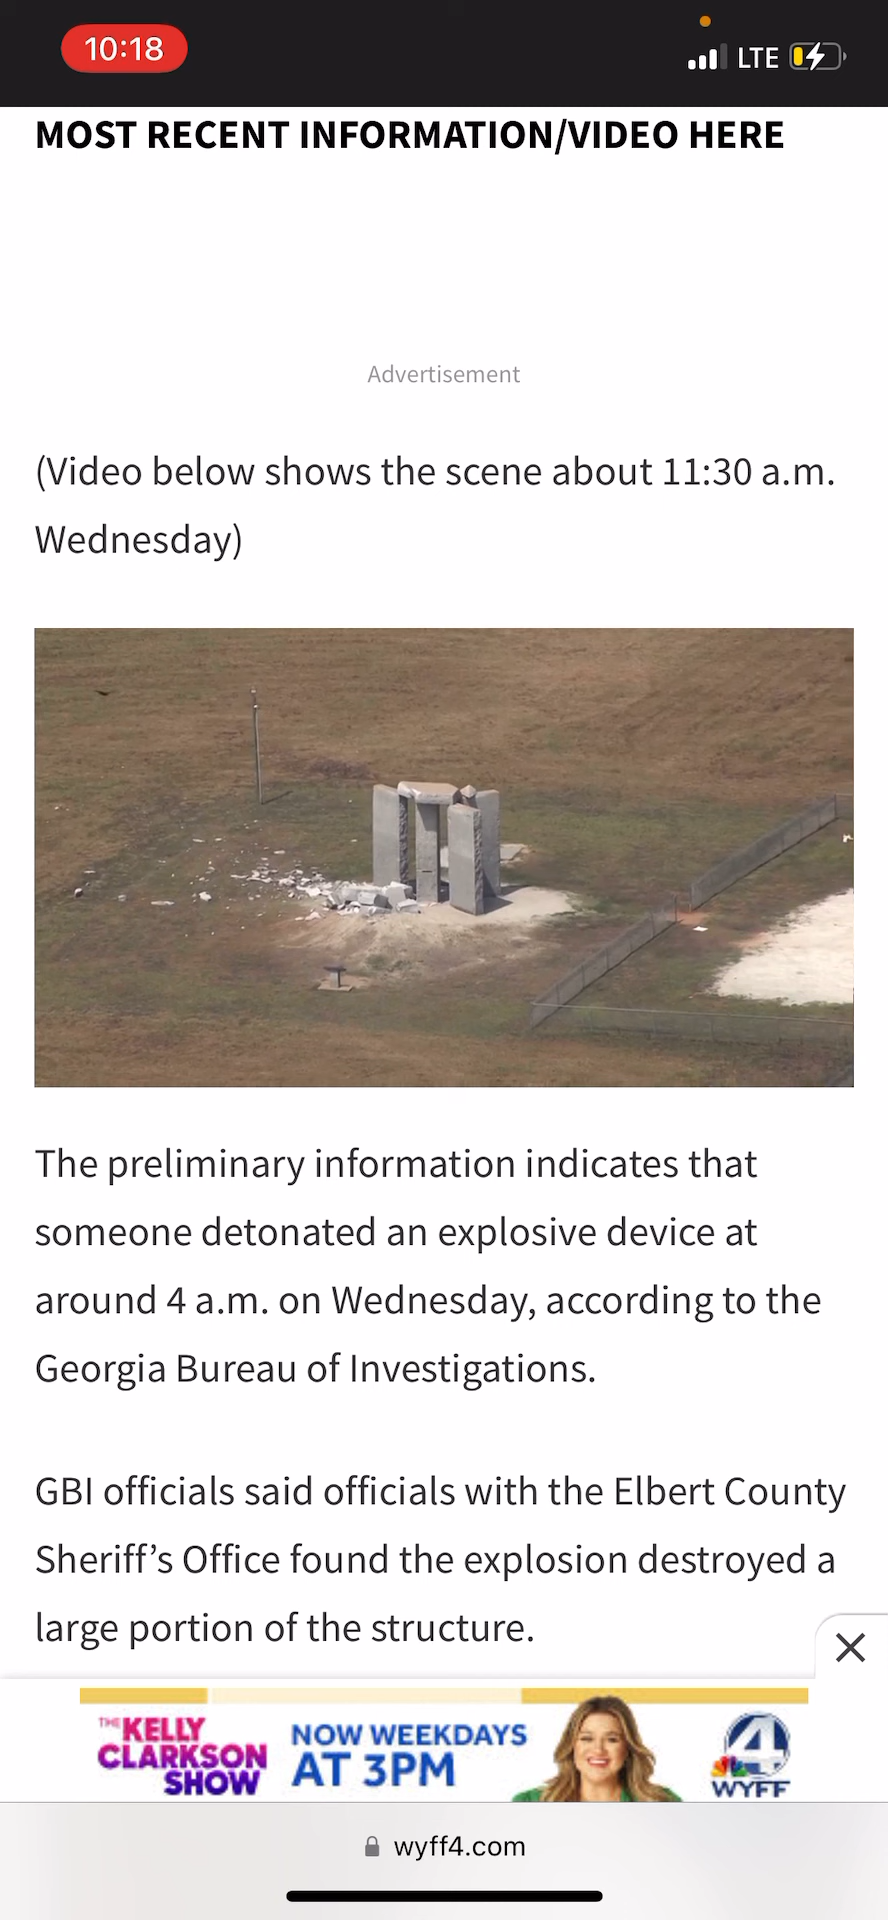 10:18
LTE
MOST RECENT INFORMATION/VIDEO HERE
Advertisement
(Video below shows the scene about 11:30 a.m.
Wednesday)
The preliminary information indicates that
someone detonated an explosive device at
around 4 a.m. on Wednesday, according to the
Georgia Bureau of Investigations.
GBI officials said officials with the Elbert County
Sheriff’s Office found the explosion destroyed a
large portion of the structure.
THE KELLY
CLARKSON
SHOW
NOW WEEKDAYS
AT 3PM
4
WYFF
wyff4.com